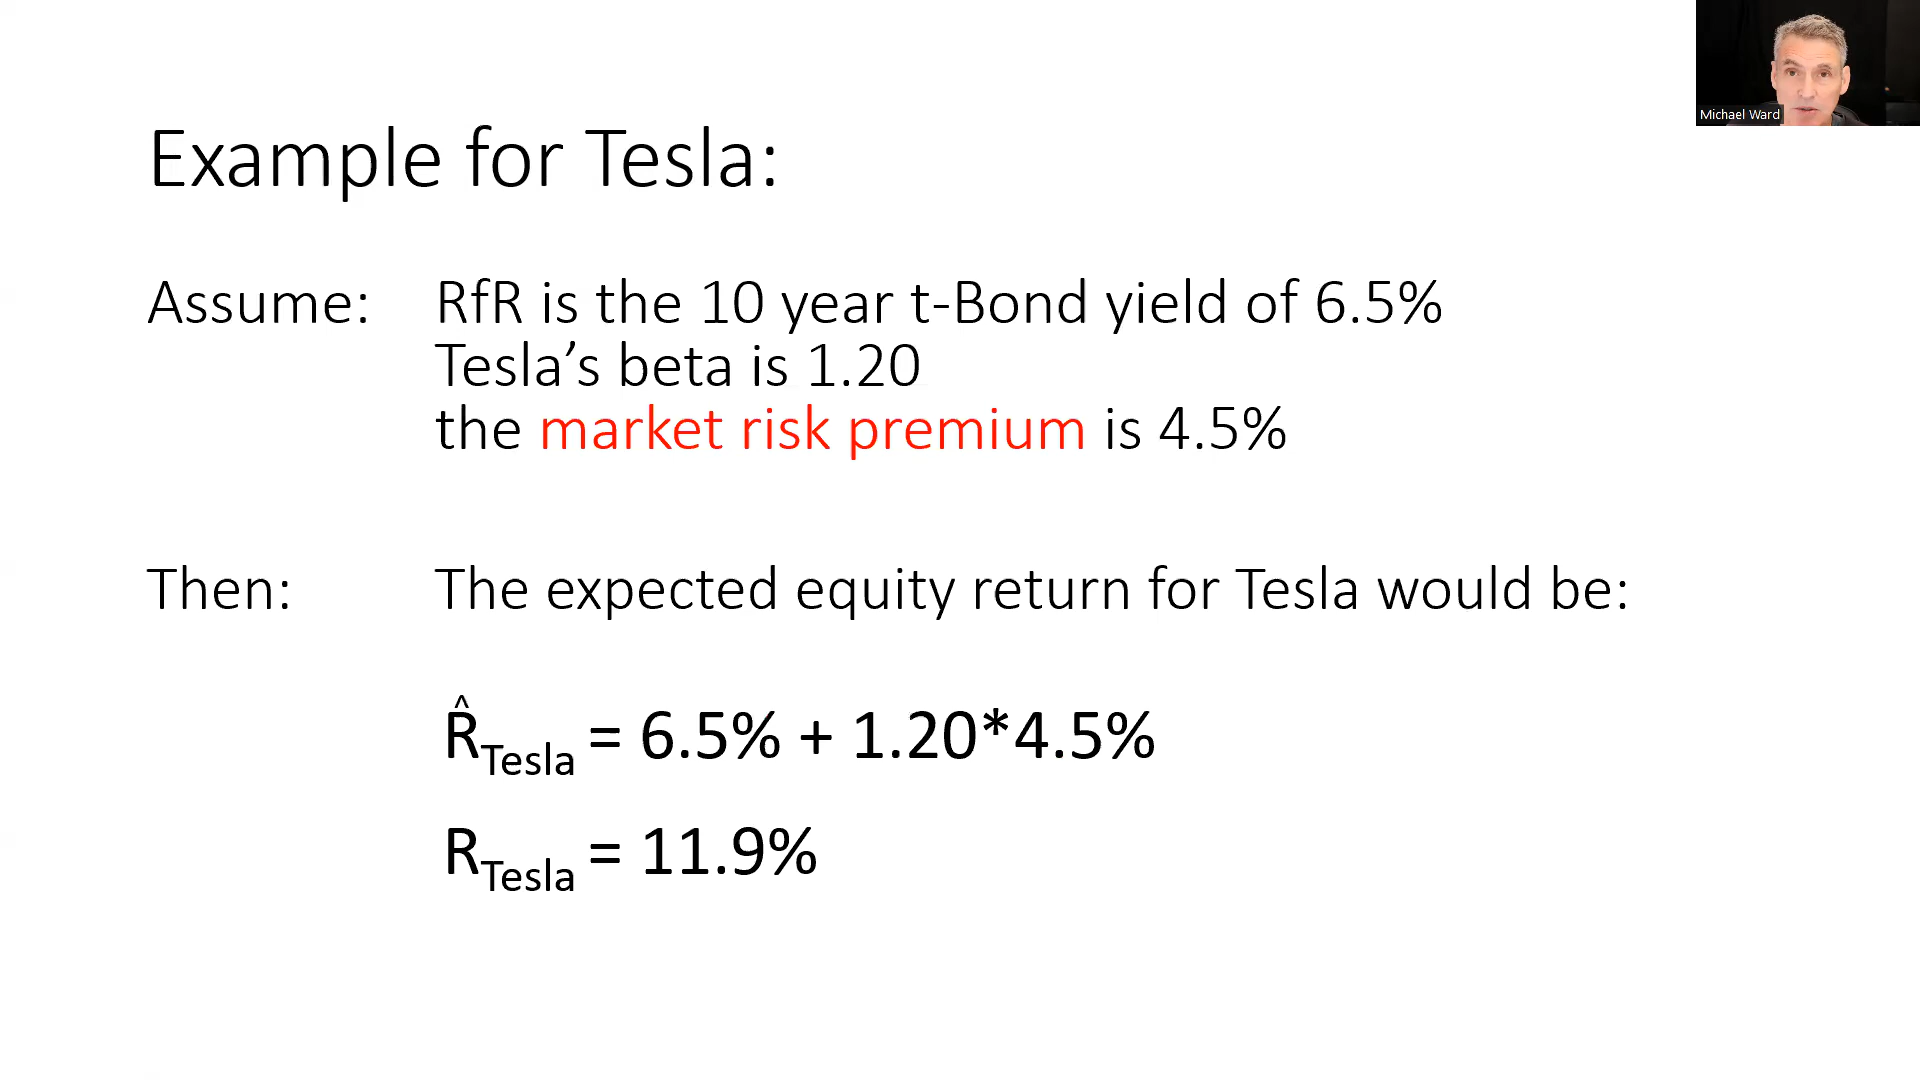 Michael Ward
Example for Tesla:
Assume: RfR is the 10 year t-Bond yield of 6.5%
Tesla’s beta is 1.20
the market risk premium is 4.5%
Then: The expected equity return for Tesla would be:
R̂Tesla = 6.5% + 1.20*4.5%
RTesla = 11.9%